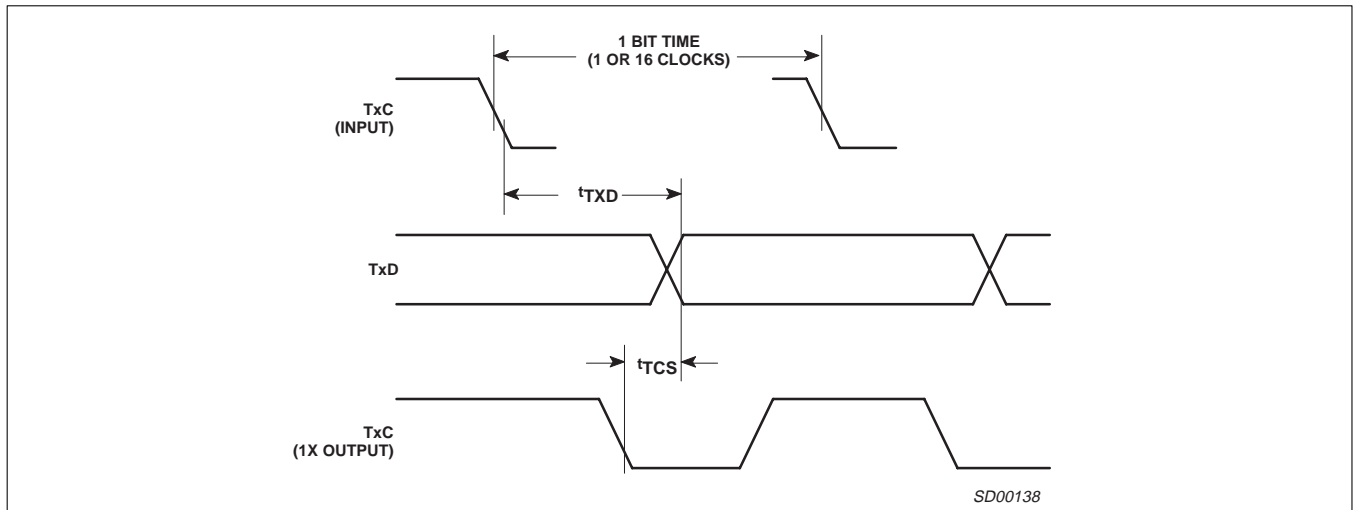 1 BIT TIME
(1 OR 16 CLOCKS)
TxC
(INPUT)
tTXD
TxD
tTCS
TxC
(1X OUTPUT)
SD00138